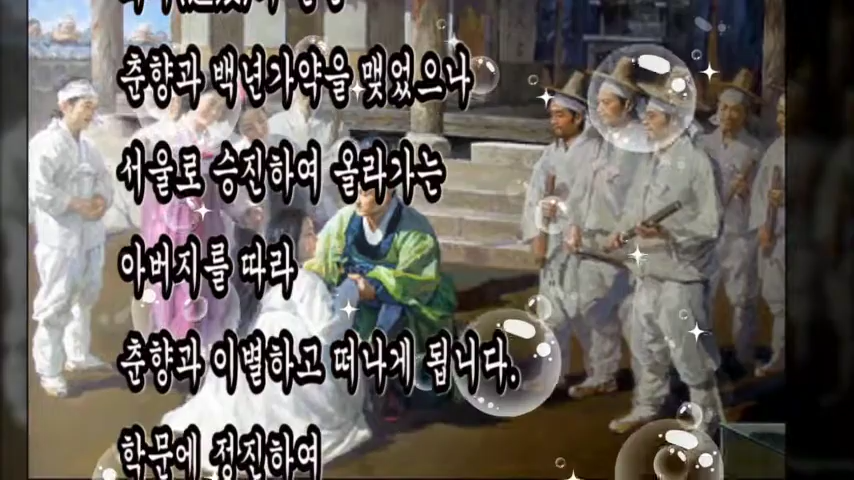 춘향과 백년가약을 맺었으나
서울로 승진하여 올라가는
아버지를 따라
춘향과 이별하고 떠나게 됩니다.
학문에 정진하여